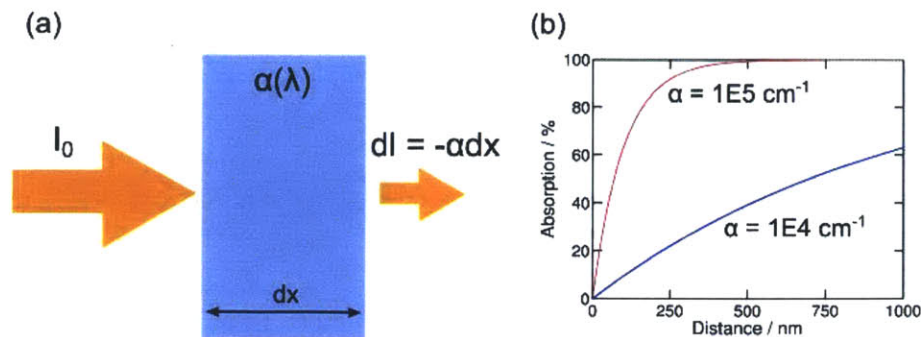 (a)
α(λ)
I₀
dI = -αdx
dx
(b)
Absorption / %
100
80
60
40
20
0
α = 1E5 cm⁻¹
α = 1E4 cm⁻¹
0
250
500
750
1000
Distance / nm